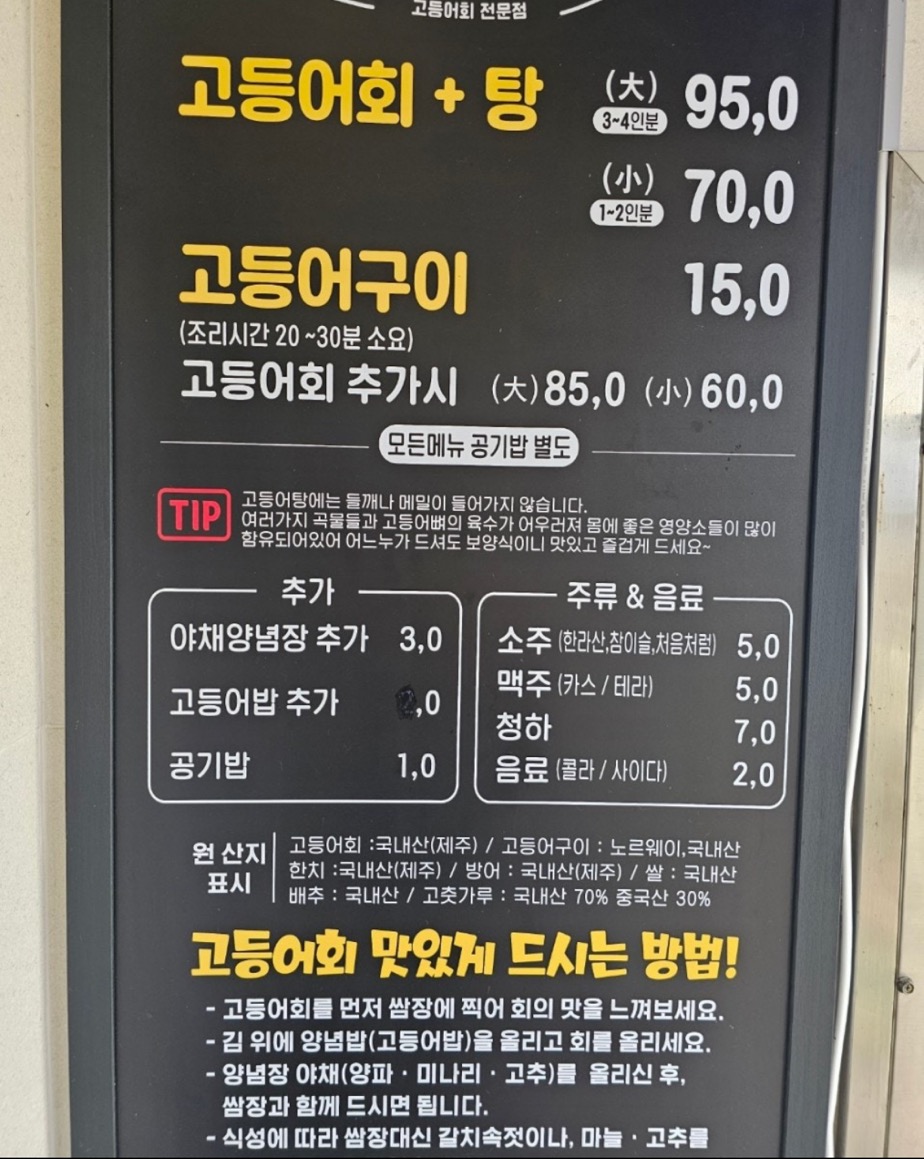 고등어회 전문점
고등어회 + 탕 (大) 3~4인분 95,0
(小) 1~2인분 70,0
고등어구이 15,0
(조리시간 20 ~30분 소요)
고등어회 추가시 (大) 85,0 (小) 60,0
모든메뉴 공기밥 별도
TIP
고등어탕에는 들깨나 메밀이 들어가지 않습니다.
여러가지 곡물들과 고등어뼈의 육수가 어우러져 몸에 좋은 영양소들이 많이
함유되어있어 어느누가 드셔도 보양식이니 맛있고 즐겁게 드세요~
추가
야채양념장 추가 3,0
고등어밥 추가 ,0
공기밥 1,0
주류 & 음료
소주 (한라산,참이슬,처음처럼) 5,0
맥주 (카스 / 테라) 5,0
청하 7,0
음료 (콜라 / 사이다) 2,0
원 산지
표시
고등어회 :국내산(제주) / 고등어구이 : 노르웨이,국내산
한치 :국내산(제주) / 방어 : 국내산(제주) / 쌀 : 국내산
배추 : 국내산 / 고춧가루 : 국내산 70% 중국산 30%
고등어회 맛있게 드시는 방법!
- 고등어회를 먼저 쌈장에 찍어 회의 맛을 느껴보세요.
- 김 위에 양념밥(고등어밥)을 올리고 회를 올리세요.
- 양념장 야채(양파 · 미나리 · 고추)를 올리신 후,
쌈장과 함께 드시면 됩니다.
- 식성에 따라 쌈장대신 갈치속젓이나, 마늘 · 고추를